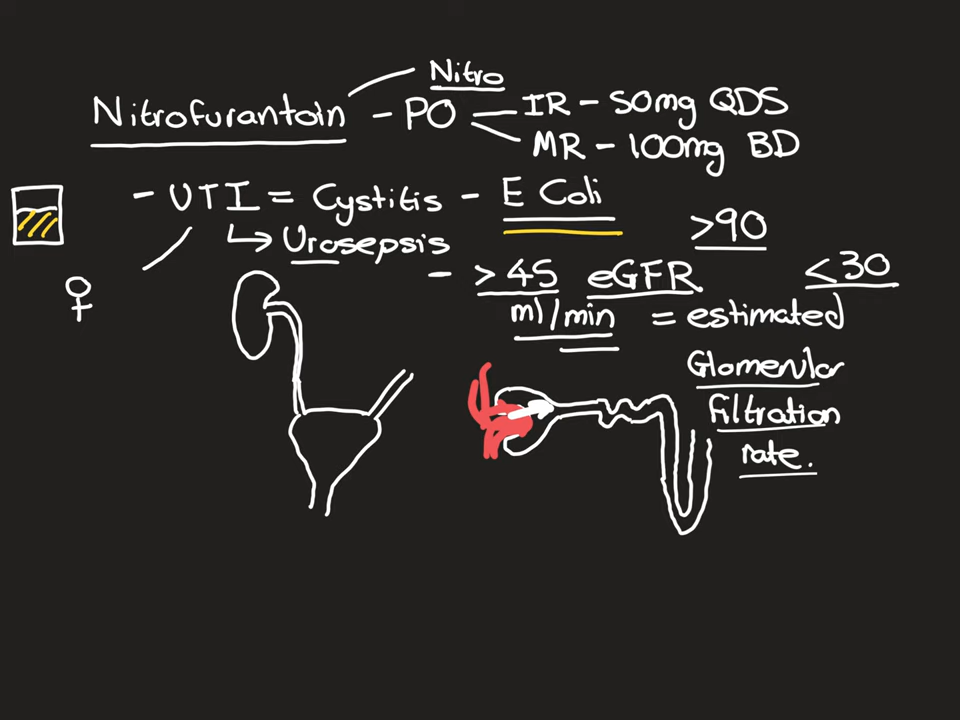 Nitro
Nitrofurantoin - PO
IR - 50mg QDS
MR - 100mg BD
- UTI = Cystitis - E Coli
Urosepsis
>90
- >45 eGFR
<30
ml/min = estimated
Glomerular
filtration
rate.